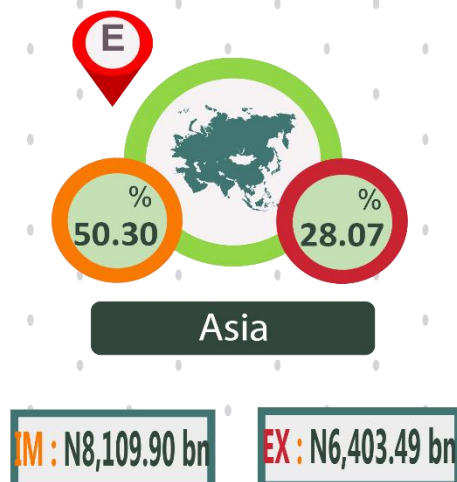 E
%
50.30
%
28.07
Asia
IM : N8,109.90 bn
EX : N6,403.49 bn